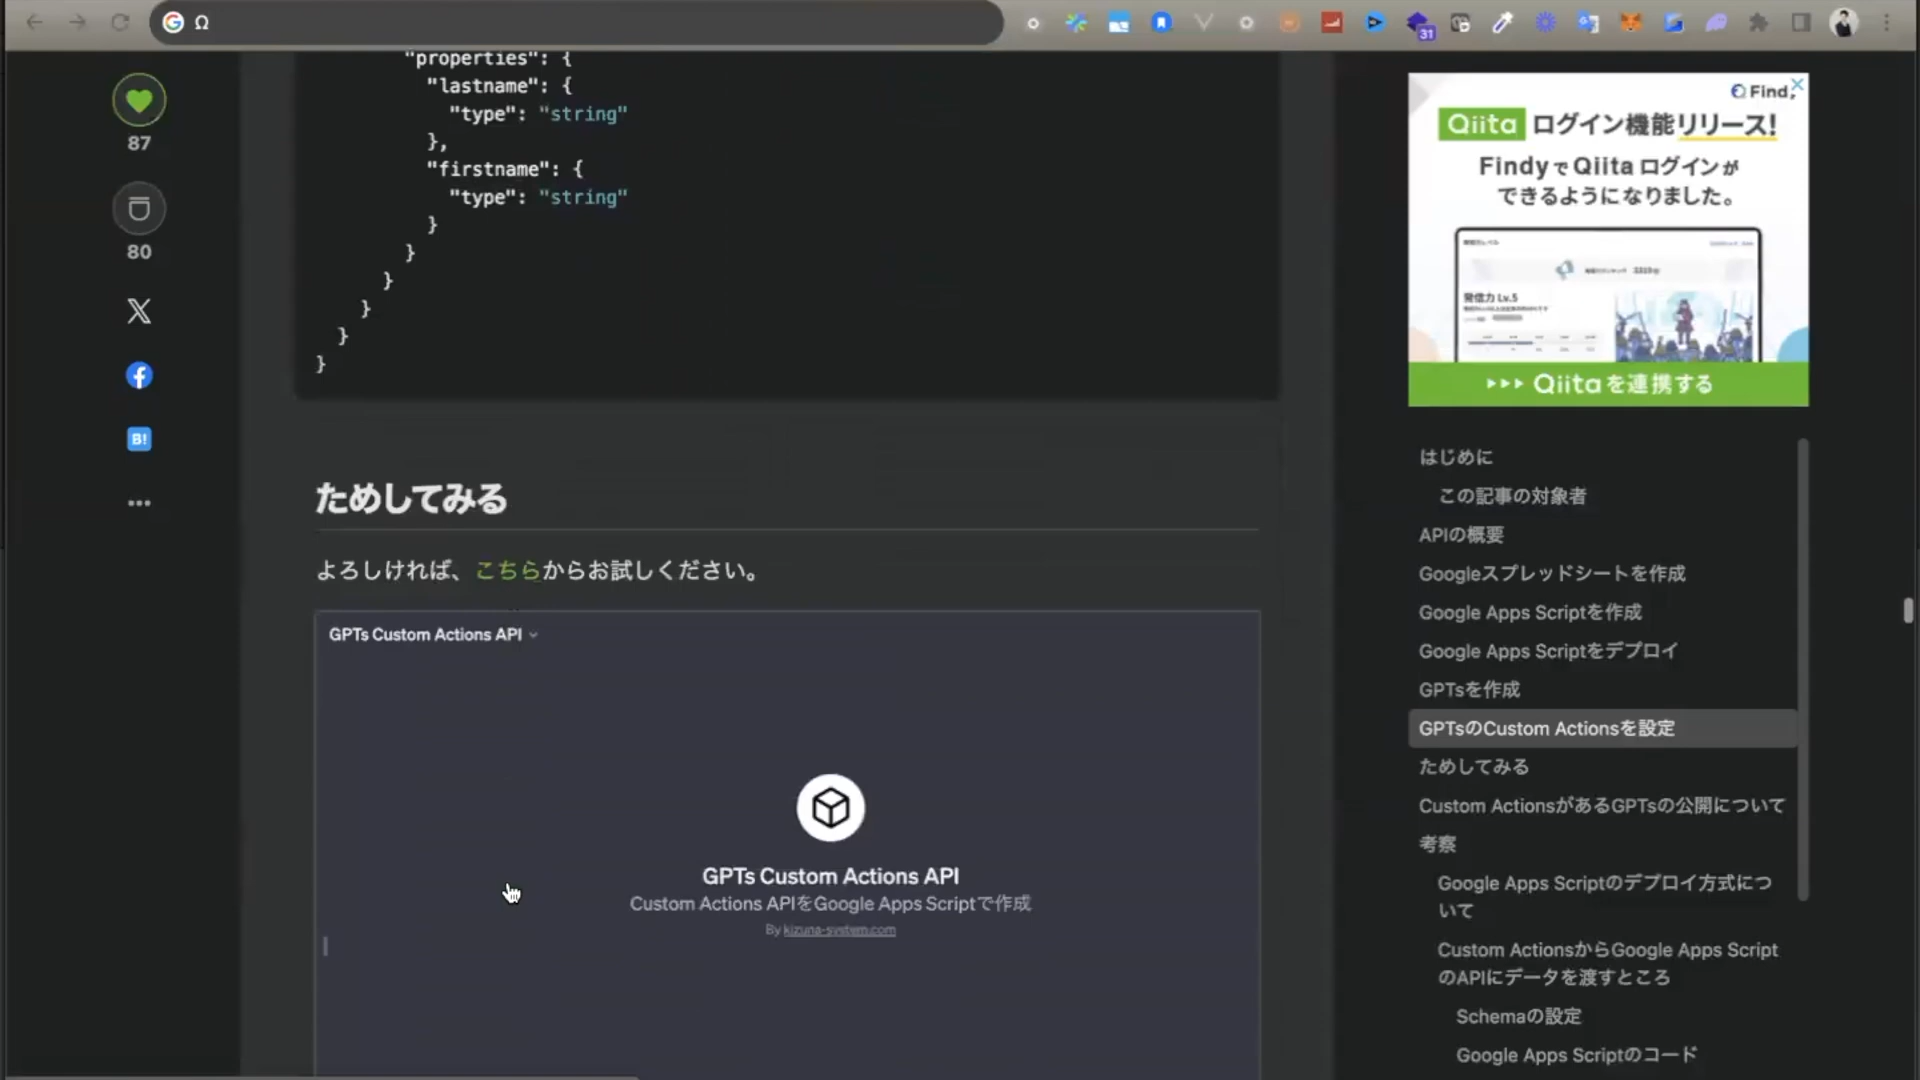 Ω
31
87
80
B!
"properties": {
"lastname": {
"type": "string"
},
"firstname": {
"type": "string"
}
}
}
}
}
}
ためしてみる
よろしければ、こちらからお試しください。
GPTs Custom Actions API
GPTs Custom Actions API
Custom Actions APIをGoogle Apps Scriptで作成
By kizuna-system.com
Find
Qiita ログイン機能リリース!
FindyでQiitaログインが
できるようになりました。
発信力 Lv.5
Qiitaを連携する
はじめに
この記事の対象者
APIの概要
Googleスプレッドシートを作成
Google Apps Scriptを作成
Google Apps Scriptをデプロイ
GPTsを作成
GPTsのCustom Actionsを設定
ためしてみる
Custom ActionsがあるGPTsの公開について
考察
Google Apps Scriptのデプロイ方式につ
いて
Custom ActionsからGoogle Apps Script
のAPIにデータを渡すところ
Schemaの設定
Google Apps Scriptのコード